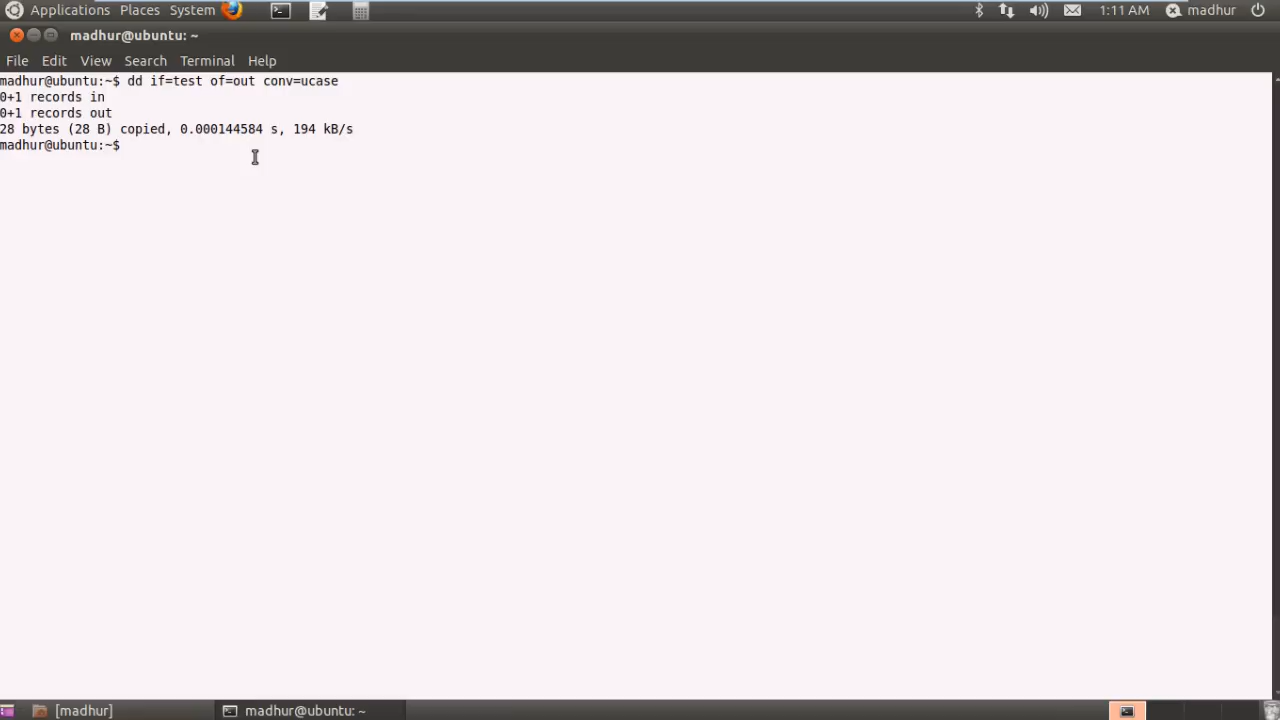 Applications Places System 1:11 AM madhur
madhur@ubuntu: ~
File Edit View Search Terminal Help
madhur@ubuntu:~$ dd if=test of=out conv=ucase
0+1 records in
0+1 records out
28 bytes (28 B) copied, 0.000144584 s, 194 kB/s
madhur@ubuntu:~$
[madhur] madhur@ubuntu: ~